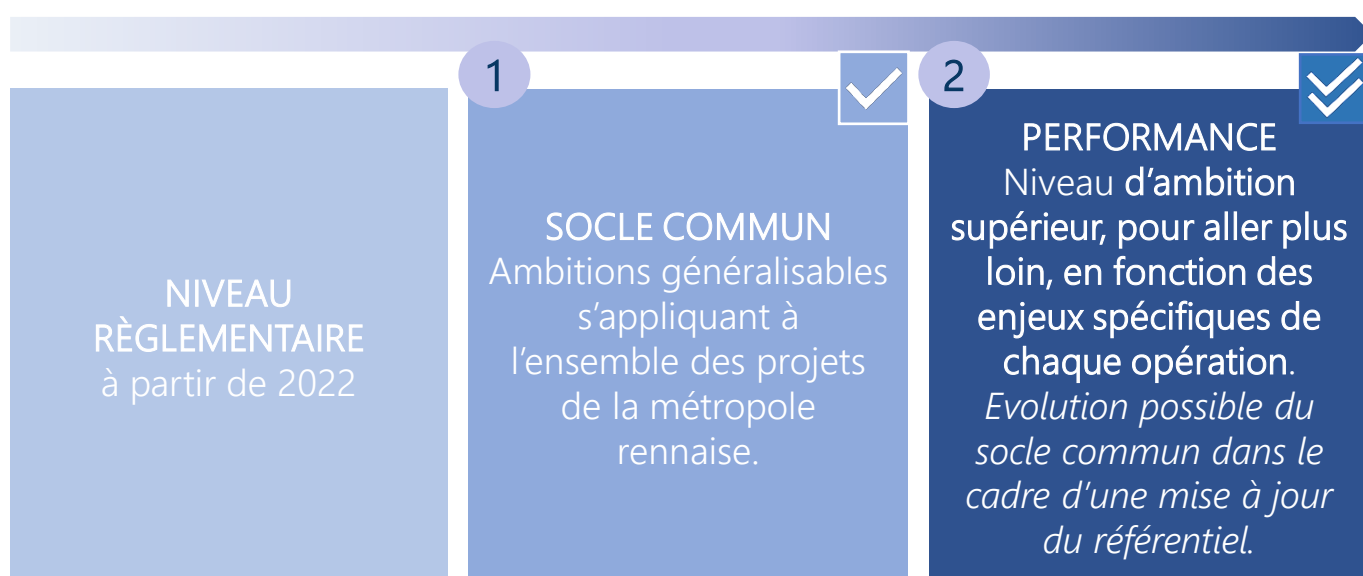 NIVEAU
RÈGLEMENTAIRE
à partir de 2022
1
SOCLE COMMUN
Ambitions généralisables
s'appliquant à
l'ensemble des projets
de la métropole
rennaise.
2
PERFORMANCE
Niveau d'ambition
supérieur, pour aller plus
loin, en fonction des
enjeux spécifiques de
chaque opération.
Evolution possible du
socle commun dans le
cadre d'une mise à jour
du référentiel.